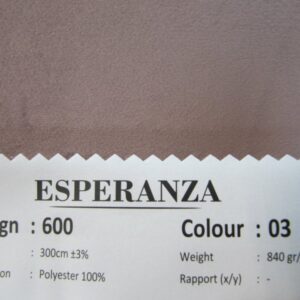 ESPERANZA
gn : 600 Colour : 03
: 300cm ±3% Weight : 840 gr/
on : Polyester 100% Rapport (x/y) : -